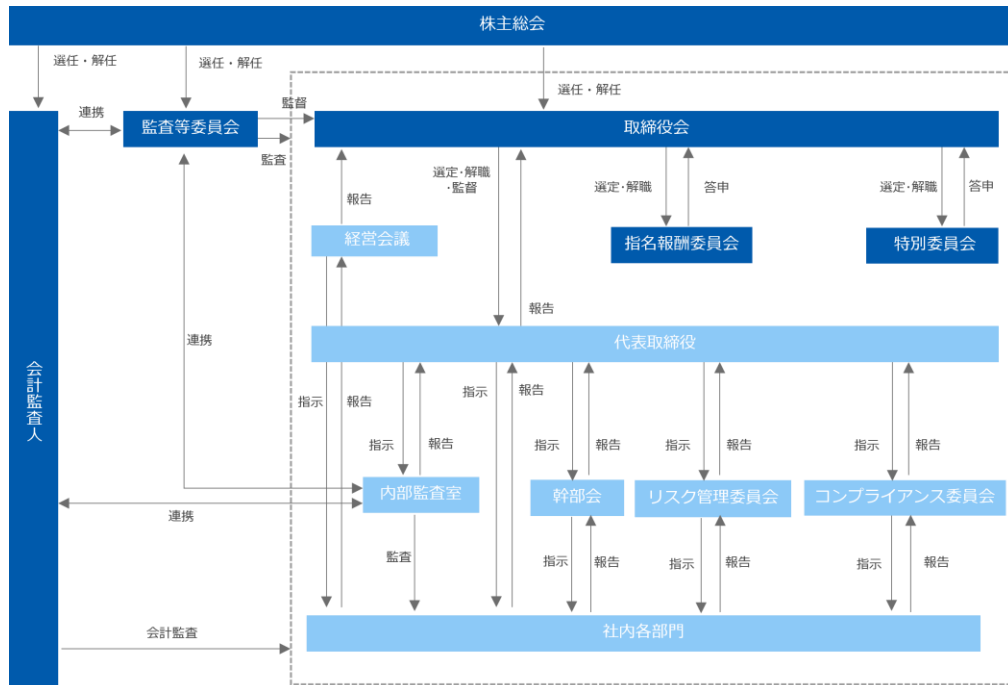 株主総会
選任・解任
選任・解任
選任・解任
連携
監査等委員会
監督
監査
取締役会
報告
選定・解職
・監督
選定・解職
答申
選定・解職
答申
経営会議
指名報酬委員会
特別委員会
報告
連携
代表取締役
会計監査人
指示
報告
指示
報告
指示
報告
指示
報告
指示
報告
指示
報告
内部監査室
幹部会
リスク管理委員会
コンプライアンス委員会
連携
監査
指示
報告
指示
報告
指示
報告
社内各部門
会計監査